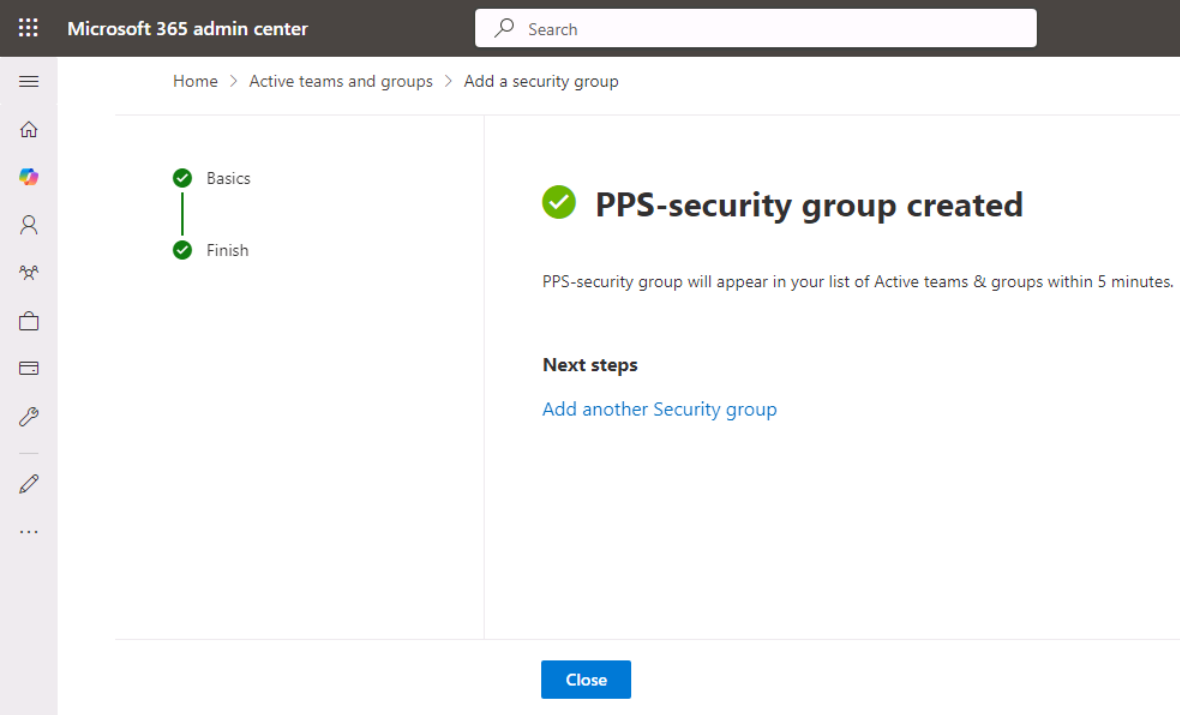 Microsoft 365 admin center
Search
Home > Active teams and groups > Add a security group
Basics
Finish
PPS-security group created
PPS-security group will appear in your list of Active teams & groups within 5 minutes.
Next steps
Add another Security group
Close